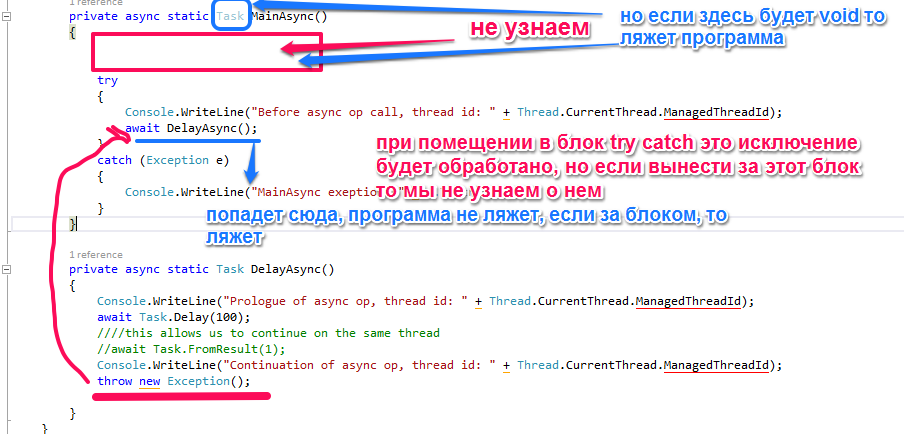 1 reference
private async static Task MainAsync()
но если здесь будет void то
ляжет программа
{
не узнаем
try
{
Console.WriteLine("Before async op call, thread id: " + Thread.CurrentThread.ManagedThreadId);
await DelayAsync();
при помещении в блок try catch это исключение
будет обработано, но если вынести за этот блок
то мы не узнаем о нем
}
catch (Exception e)
{
Console.WriteLine("MainAsync exeption
}
попадет сюда, программа не ляжет, если за блоком, то
ляжет
}
1 reference
private async static Task DelayAsync()
{
Console.WriteLine("Prologue of async op, thread id: " + Thread.CurrentThread.ManagedThreadId);
await Task.Delay(100);
////this allows us to continue on the same thread
//await Task.FromResult(1);
Console.WriteLine("Continuation of async op, thread id: " + Thread.CurrentThread.ManagedThreadId);
throw new Exception();
}
}